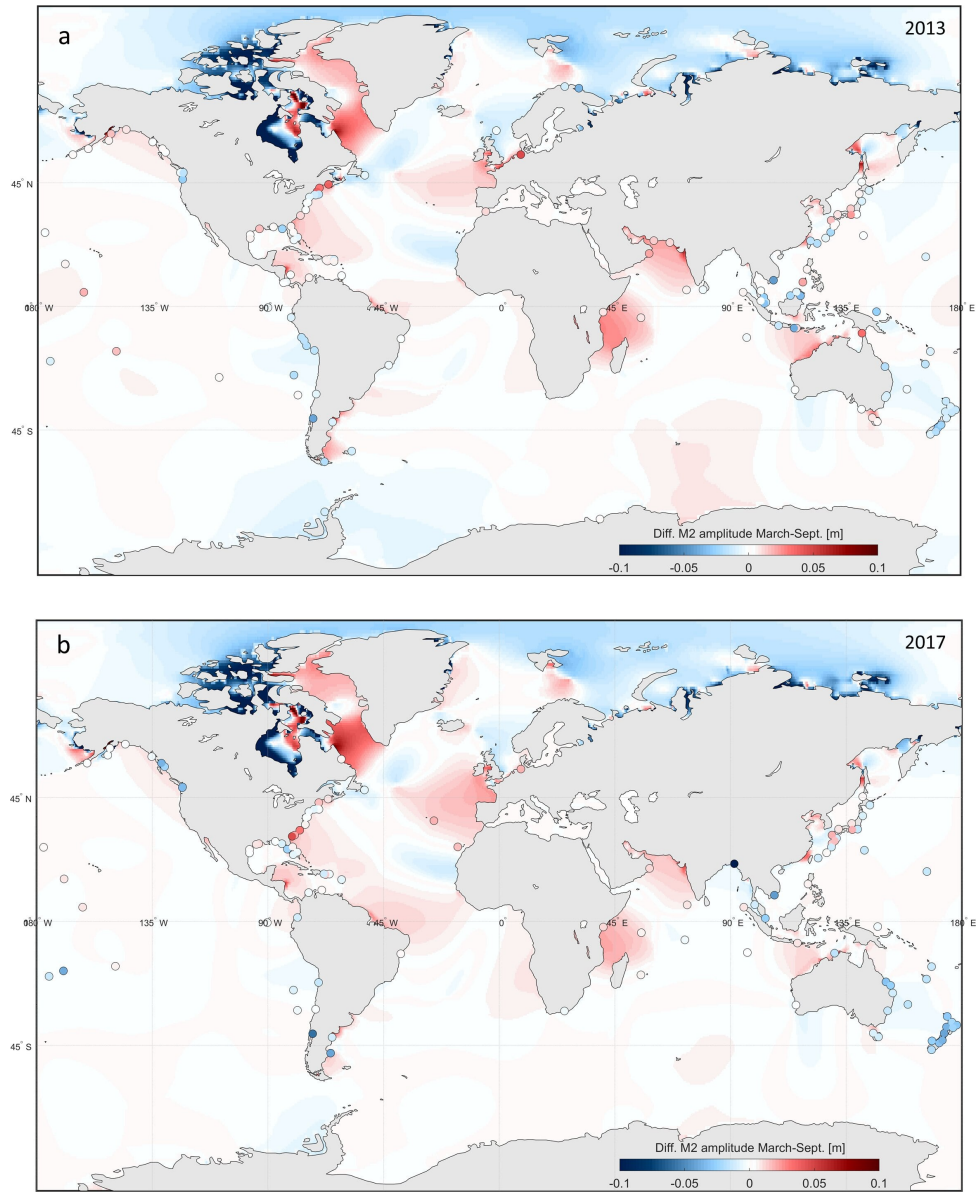 a
2013
45° N
180° W
135° W
90° W
45° W
0°
45° E
90° E
135° E
180° E
45° S
Diff. M2 amplitude March-Sept. [m]
-0.1 -0.05 0 0.05 0.1
b
2017
45° N
180° W
135° W
90° W
45° W
0°
45° E
90° E
135° E
180° E
45° S
Diff. M2 amplitude March-Sept. [m]
-0.1 -0.05 0 0.05 0.1